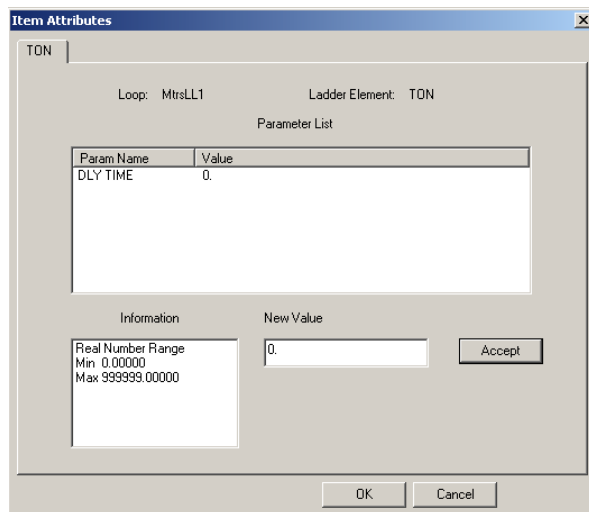 Item Attributes
TON
Loop: MtrsLL1 Ladder Element: TON
Parameter List
Param Name Value
DLY TIME 0.
Information New Value
Real Number Range
Min 0.00000
Max 999999.00000
0.
Accept
OK Cancel